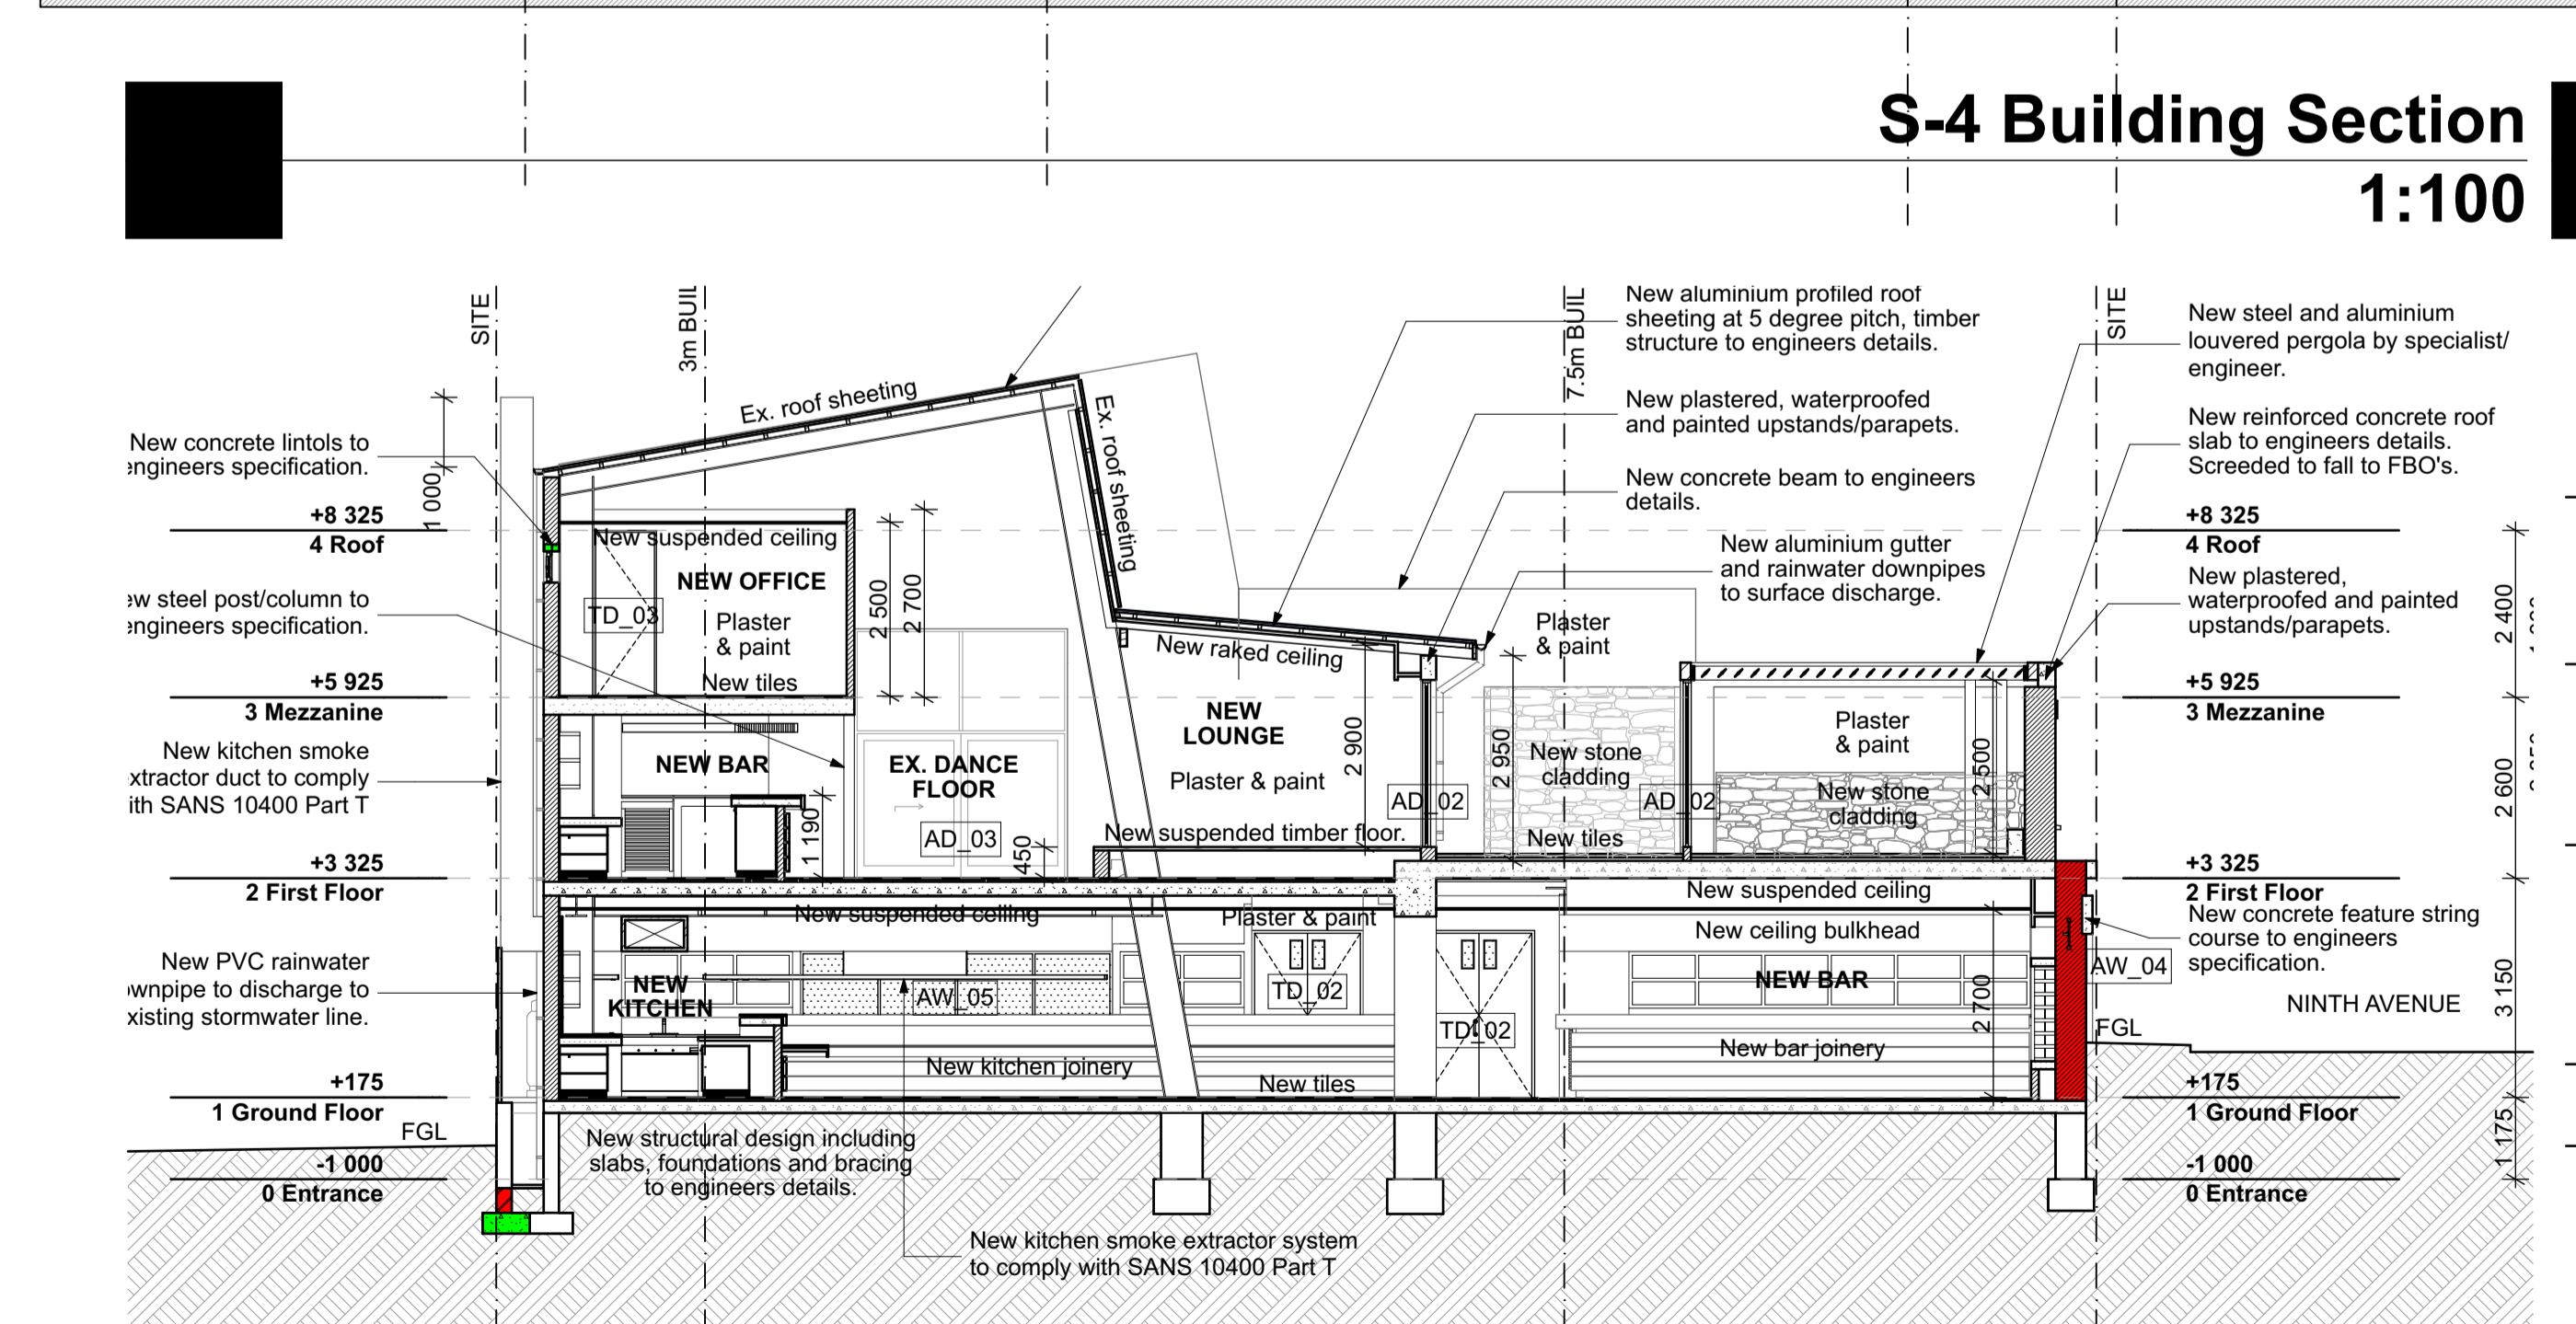 S-4 Building Section
1:100
SITE
3m BUIL
7.5m BUIL
SITE
New concrete lintols to
engineers specification.
1 000
+8 325
4 Roof
steel post/column to
engineers specification.
+5 925
3 Mezzanine
New kitchen smoke
extractor duct to comply
SANS 10400 Part T
+3 325
2 First Floor
New PVC rainwater
to discharge to
stormwater line.
+175
1 Ground Floor
FGL
-1 000
0 Entrance
Ex. roof sheeting
Ex. roof sheeting
New suspended ceiling
NEW OFFICE
TD_03
Plaster
& paint
New tiles
2 500
2 700
NEW BAR
1 190
EX. DANCE
FLOOR
AD_03
450
New raked ceiling
NEW
LOUNGE
Plaster & paint
2 900
New suspended timber floor.
AD_02
2 950
Plaster
& paint
New stone
cladding
New tiles
AD_02
Plaster
& paint
New stone
cladding
2 500
New suspended ceiling
Plaster & paint
New suspended ceiling
New ceiling bulkhead
NEW
KITCHEN
AW_05
TD_02
TD_02
NEW BAR
2 700
New kitchen joinery
New tiles
New bar joinery
New structural design including
slabs, foundations and bracing
to engineers details.
New kitchen smoke extractor system
to comply with SANS 10400 Part T
New aluminium profiled roof
sheeting at 5 degree pitch, timber
structure to engineers details.
New plastered, waterproofed
and painted upstands/parapets.
New concrete beam to engineers
details.
New aluminium gutter
and rainwater downpipes
to surface discharge.
New steel and aluminium
louvered pergola by specialist/
engineer.
New reinforced concrete roof
slab to engineers details.
Screeded to fall to FBO's.
+8 325
4 Roof
New plastered,
waterproofed and painted
upstands/parapets.
2 400
+5 925
3 Mezzanine
2 600
+3 325
2 First Floor
New concrete feature string
course to engineers
specification.
AW_04
NINTH AVENUE
3 150
FGL
+175
1 Ground Floor
1 175
-1 000
0 Entrance